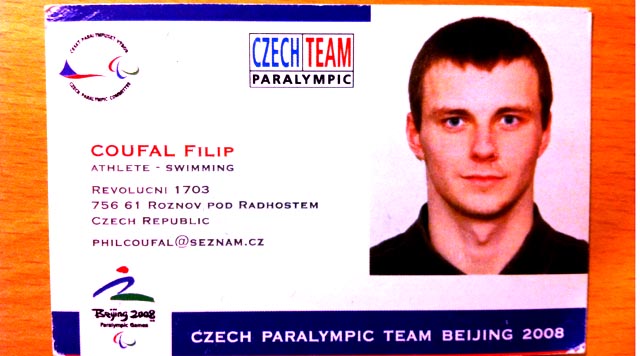 CZECH PARALYMPIC COMMITTEE
CZECH TEAM
PARALYMPIC
COUFAL FILIP
ATHLETE - SWIMMING
REVOLUCNI 1703
756 61 ROZNOV POD RADHOSTEM
CZECH REPUBLIC
PHILCOUFAL@SEZNAM.CZ
Beijing 2008
Paralympic Games
CZECH PARALYMPIC TEAM BEIJING 2008